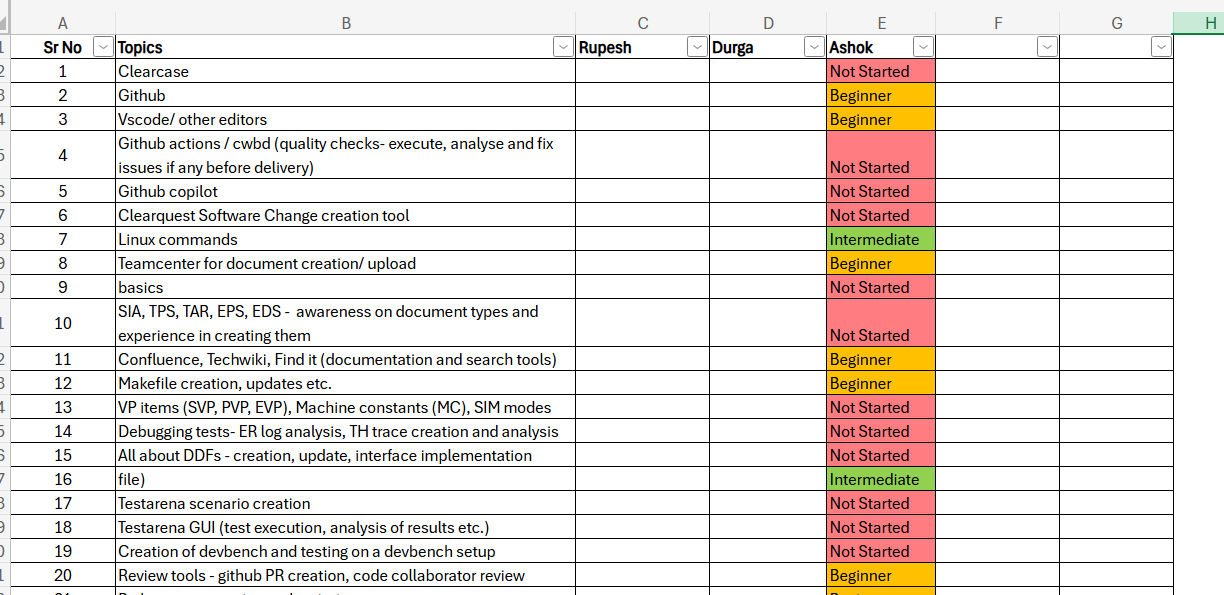 A B C D E F G H
Sr No Topics Rupesh Durga Ashok
1 Clearcase Not Started
2 Github Beginner
3 Vscode/ other editors Beginner
Github actions / cwbd (quality checks- execute, analyse and fix
4 issues if any before delivery) Not Started
5 Github copilot Not Started
6 Clearquest Software Change creation tool Not Started
7 Linux commands Intermediate
8 Teamcenter for document creation/ upload Beginner
9 basics Not Started
SIA, TPS, TAR, EPS, EDS - awareness on document types and
10 experience in creating them Not Started
11 Confluence, Techwiki, Find it (documentation and search tools) Beginner
12 Makefile creation, updates etc. Beginner
13 VP items (SVP, PVP, EVP), Machine constants (MC), SIM modes Not Started
14 Debugging tests- ER log analysis, TH trace creation and analysis Not Started
15 All about DDFs - creation, update, interface implementation Not Started
16 file) Intermediate
17 Testarena scenario creation Not Started
18 Testarena GUI (test execution, analysis of results etc.) Not Started
19 Creation of devbench and testing on a devbench setup Not Started
20 Review tools - github PR creation, code collaborator review Beginner